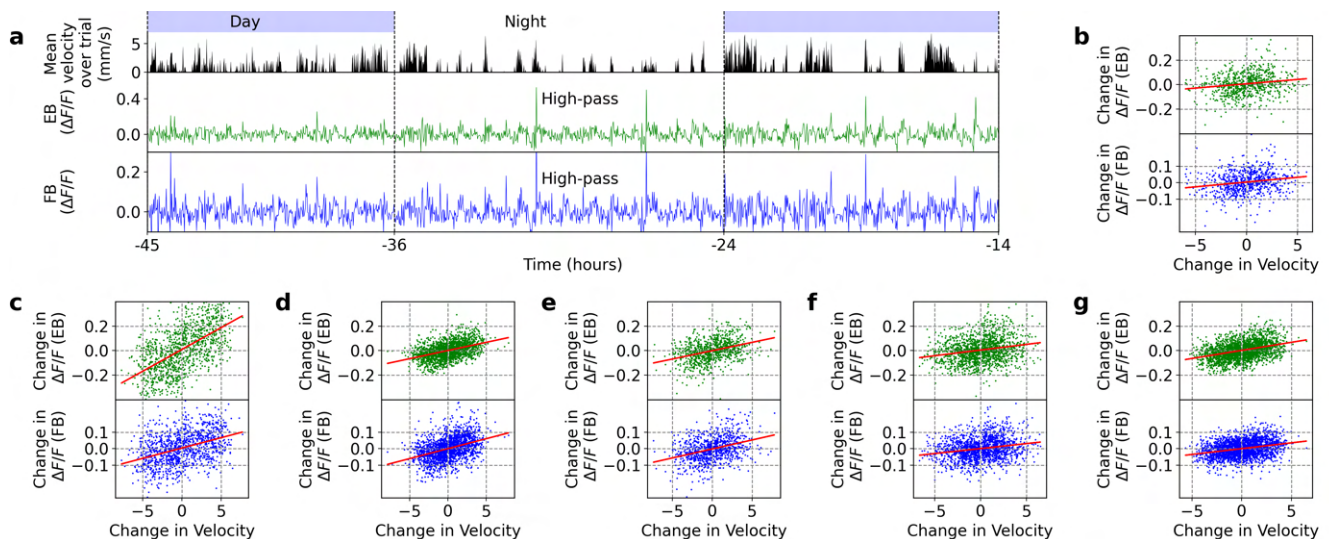 a
Day
Night
Mean
velocity
over trial
(mm/s)
5
0
EB
(ΔF/F)
0.4
0.0
High-pass
FB
(ΔF/F)
0.2
0.0
High-pass
-45
-36
-24
-14
Time (hours)
b
Change in
ΔF/F (EB)
0.2
0.0
−0.2
Change in
ΔF/F (FB)
0.1
0.0
−0.1
−5
0
5
Change in Velocity
c
Change in
ΔF/F (EB)
0.2
0.0
−0.2
Change in
ΔF/F (FB)
0.1
0.0
−0.1
−5
0
5
Change in Velocity
d
Change in
ΔF/F (EB)
0.2
0.0
−0.2
Change in
ΔF/F (FB)
0.1
0.0
−0.1
−5
0
5
Change in Velocity
e
Change in
ΔF/F (EB)
0.2
0.0
−0.2
Change in
ΔF/F (FB)
0.1
0.0
−0.1
−5
0
5
Change in Velocity
f
Change in
ΔF/F (EB)
0.2
0.0
−0.2
Change in
ΔF/F (FB)
0.1
0.0
−0.1
−5
0
5
Change in Velocity
g
Change in
ΔF/F (EB)
0.2
0.0
−0.2
Change in
ΔF/F (FB)
0.1
0.0
−0.1
−5
0
5
Change in Velocity